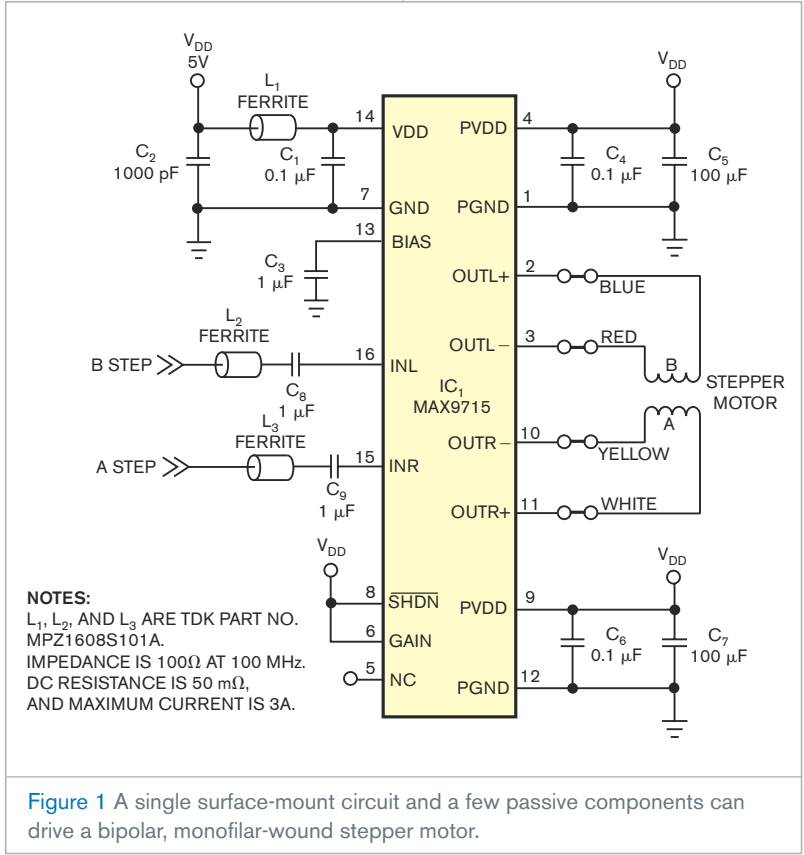 V_DD
5V
L₁
FERRITE
C₂
1000 pF
C₁
0.1 µF
14
VDD
7
GND
13
BIAS
C₃
1 µF
L₂
FERRITE
B STEP
C₈
1 µF
16
INL
L₃
FERRITE
A STEP
C₉
1 µF
15
INR
V_DD
8
SHDN
6
GAIN
5
NC
IC₁
MAX9715
V_DD
PVDD
4
C₄
0.1 µF
C₅
100 µF
PGND
1
OUTL+
2
BLUE
OUTL–
3
RED
B
STEPPER
MOTOR
A
OUTR–
10
YELLOW
OUTR+
11
WHITE
V_DD
PVDD
9
C₆
0.1 µF
C₇
100 µF
PGND
12
NOTES:
L₁, L₂, AND L₃ ARE TDK PART NO.
MPZ1608S101A.
IMPEDANCE IS 100Ω AT 100 MHz.
DC RESISTANCE IS 50 mΩ,
AND MAXIMUM CURRENT IS 3A.
Figure 1 A single surface-mount circuit and a few passive components can
drive a bipolar, monofilar-wound stepper motor.